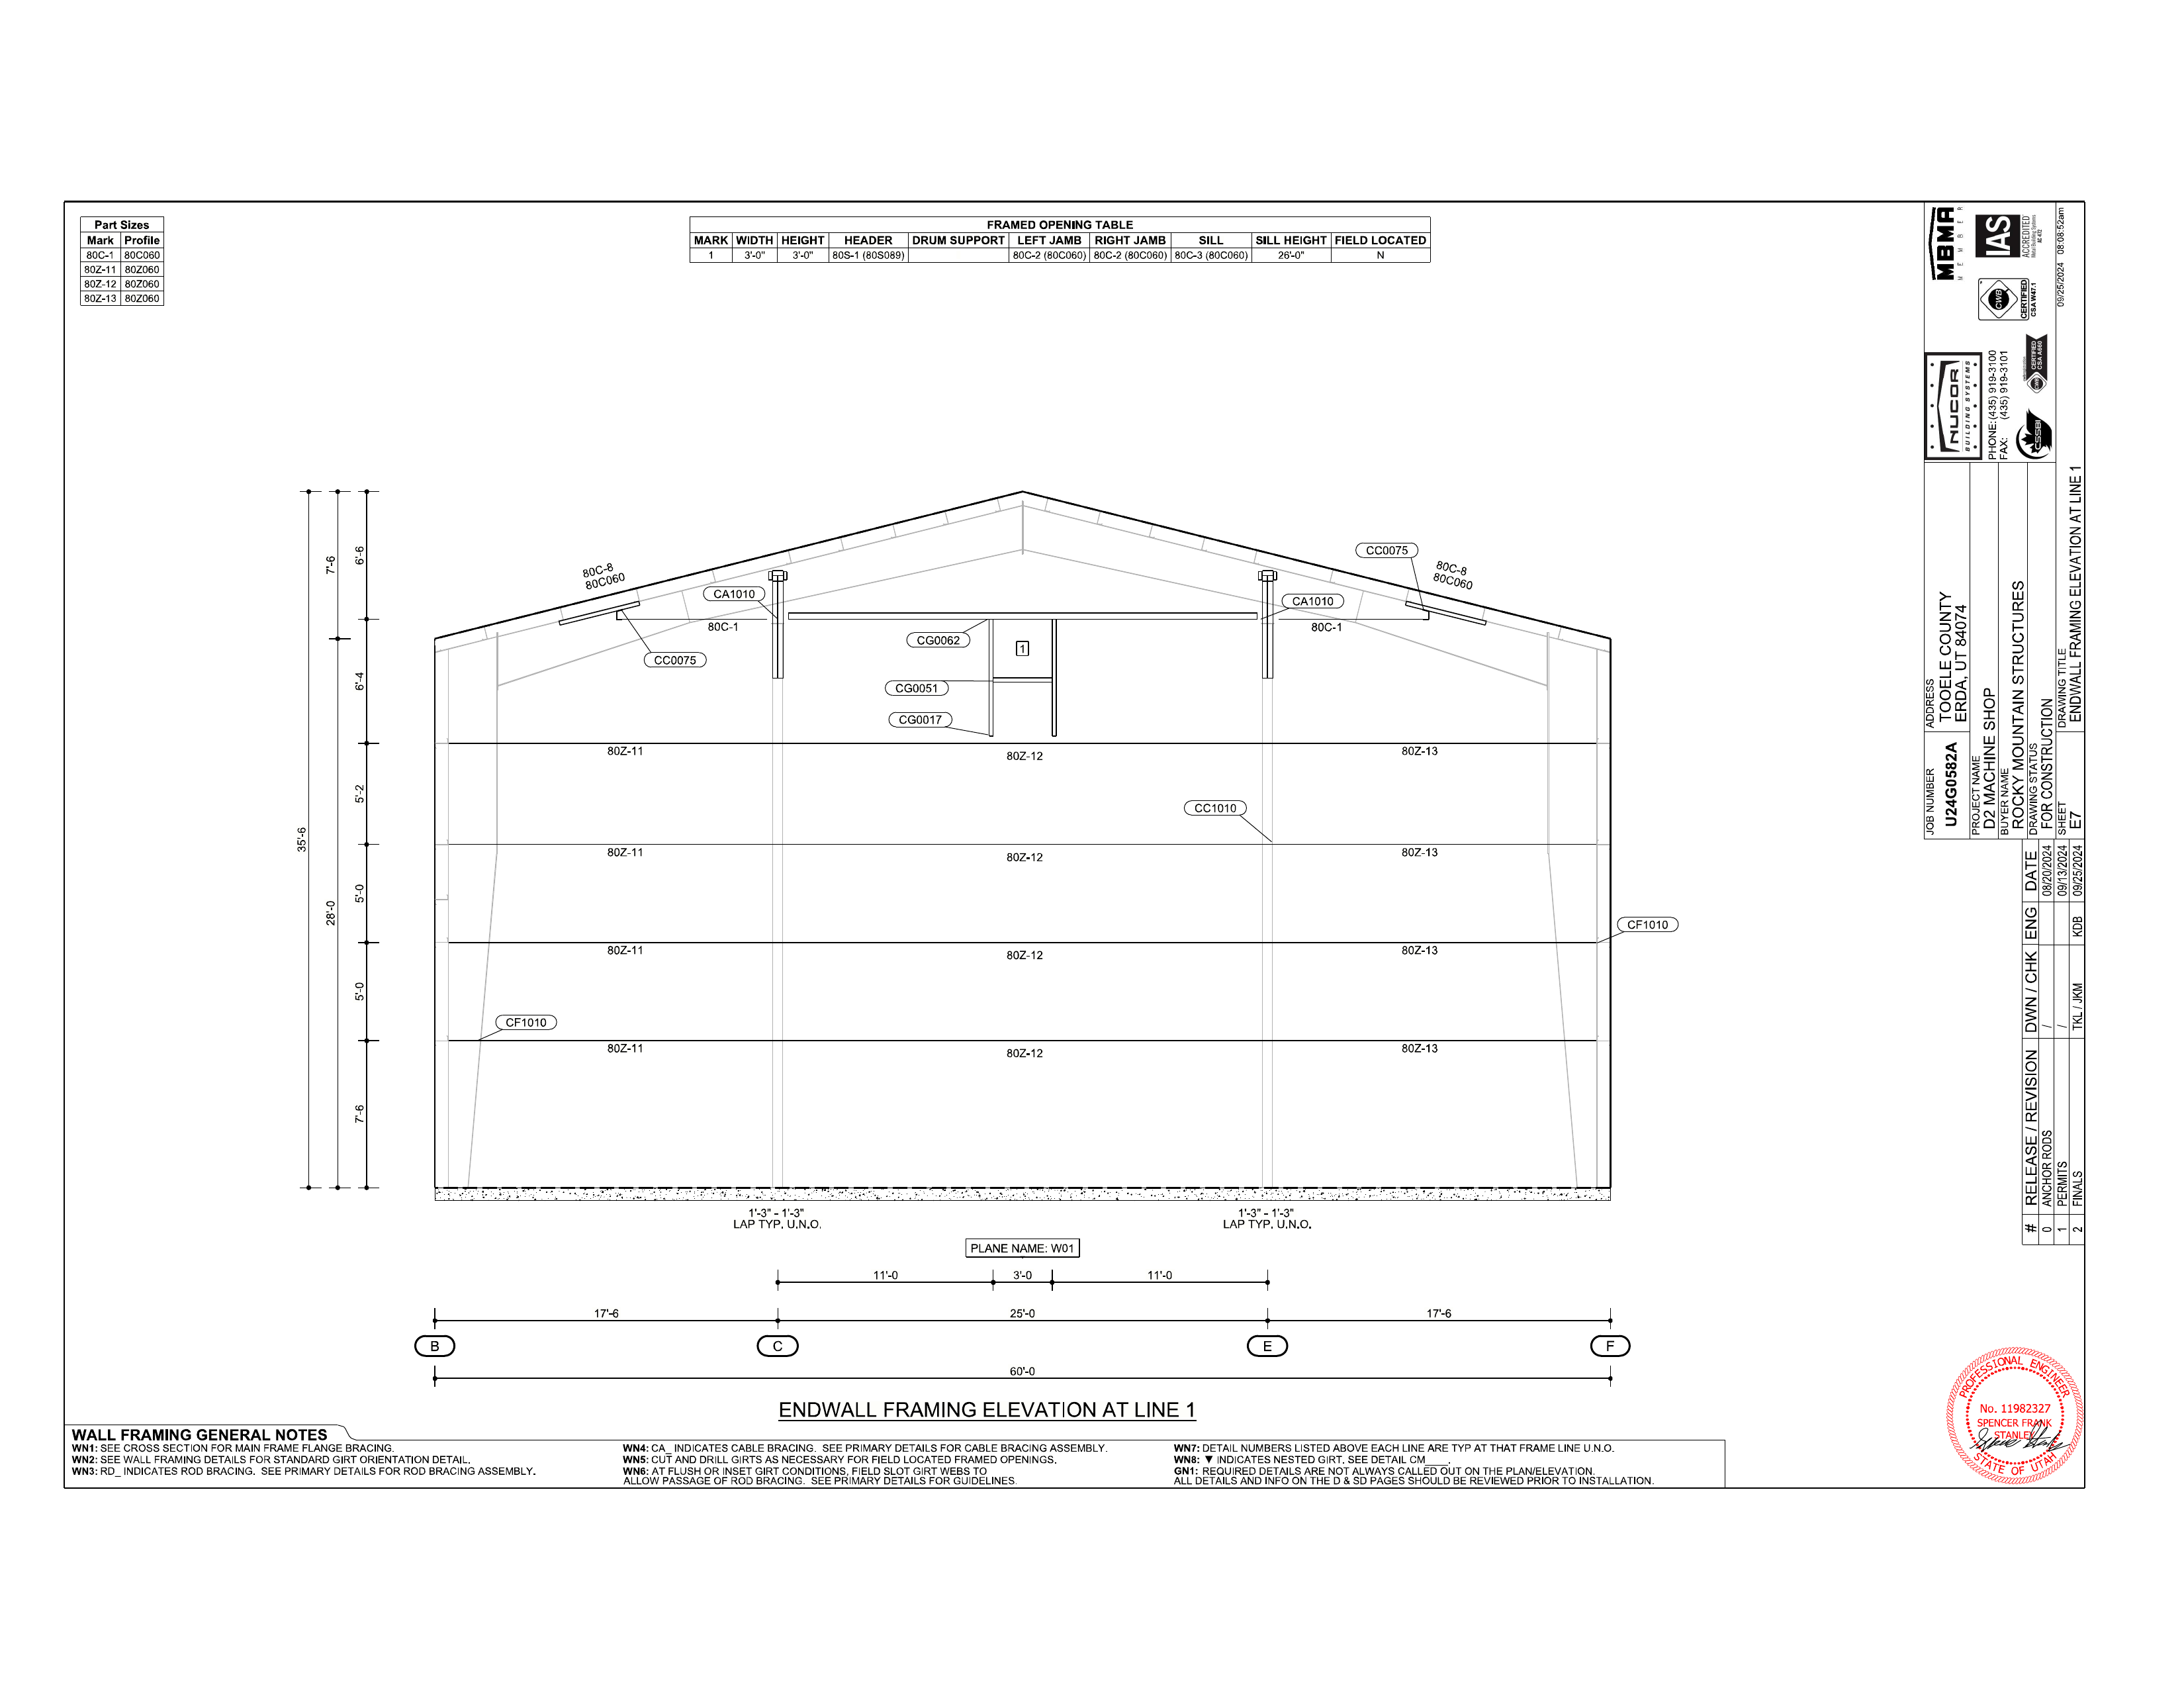 Part Sizes
Mark Profile
80C-1 80C060
80Z-11 80Z060
80Z-12 80Z060
80Z-13 80Z060
FRAMED OPENING TABLE
MARK WIDTH HEIGHT HEADER DRUM SUPPORT LEFT JAMB RIGHT JAMB SILL SILL HEIGHT FIELD LOCATED
1 3'-0" 3'-0" 80S-1 (80S089) 80C-2 (80C060) 80C-2 (80C060) 80C-3 (80C060) 26'-0" N
35'-6
7'-6
28'-0
6'-6
6'-4
5'-2
5'-0
5'-0
7'-6
80C-8
80C060
CA1010
80C-1
CC0075
CG0062
1
CG0051
CG0017
CC0075
80C-8
80C060
CA1010
80C-1
80Z-11
80Z-12
80Z-13
CC1010
80Z-11
80Z-12
80Z-13
CF1010
80Z-11
80Z-12
80Z-13
CF1010
80Z-11
80Z-12
80Z-13
1'-3" - 1'-3"
LAP TYP. U.N.O.
1'-3" - 1'-3"
LAP TYP. U.N.O.
PLANE NAME: W01
11'-0 3'-0 11'-0
17'-6 25'-0 17'-6
B C E F
60'-0
ENDWALL FRAMING ELEVATION AT LINE 1
WALL FRAMING GENERAL NOTES
WN1: SEE CROSS SECTION FOR MAIN FRAME FLANGE BRACING.
WN2: SEE WALL FRAMING DETAILS FOR STANDARD GIRT ORIENTATION DETAIL.
WN3: RD_ INDICATES ROD BRACING. SEE PRIMARY DETAILS FOR ROD BRACING ASSEMBLY.
WN4: CA_ INDICATES CABLE BRACING. SEE PRIMARY DETAILS FOR CABLE BRACING ASSEMBLY.
WN5: CUT AND DRILL GIRTS AS NECESSARY FOR FIELD LOCATED FRAMED OPENINGS.
WN6: AT FLUSH OR INSET GIRT CONDITIONS, FIELD SLOT GIRT WEBS TO
ALLOW PASSAGE OF ROD BRACING. SEE PRIMARY DETAILS FOR GUIDELINES.
WN7: DETAIL NUMBERS LISTED ABOVE EACH LINE ARE TYP AT THAT FRAME LINE U.N.O.
WN8: ▼ INDICATES NESTED GIRT, SEE DETAIL CM____.
GN1: REQUIRED DETAILS ARE NOT ALWAYS CALLED OUT ON THE PLAN/ELEVATION.
ALL DETAILS AND INFO ON THE D & SD PAGES SHOULD BE REVIEWED PRIOR TO INSTALLATION.
MBMA
MEMBER
IAS
ACCREDITED
Metal Building Systems
AC 472
CWB
CERTIFIED
CSA W47.1
09/25/2024 08:08:52am
NUCOR
BUILDING SYSTEMS
PHONE: (435) 919-3100
FAX: (435) 919-3101
CWB
CERTIFIED
CSA A660
CSSBI
JOB NUMBER
U24G0582A
ADDRESS
TOOELE COUNTY
ERDA, UT 84074
PROJECT NAME
D2 MACHINE SHOP
BUYER NAME
ROCKY MOUNTAIN STRUCTURES
DRAWING STATUS
FOR CONSTRUCTION
SHEET
E7
DRAWING TITLE
ENDWALL FRAMING ELEVATION AT LINE 1
# RELEASE / REVISION DWN / CHK ENG DATE
0 ANCHOR RODS / 08/20/2024
1 PERMITS / 09/13/2024
2 FINALS TKL / JKM KDB 09/25/2024
PROFESSIONAL ENGINEER
No. 11982327
SPENCER FRANK
STANLEY
STATE OF UTAH